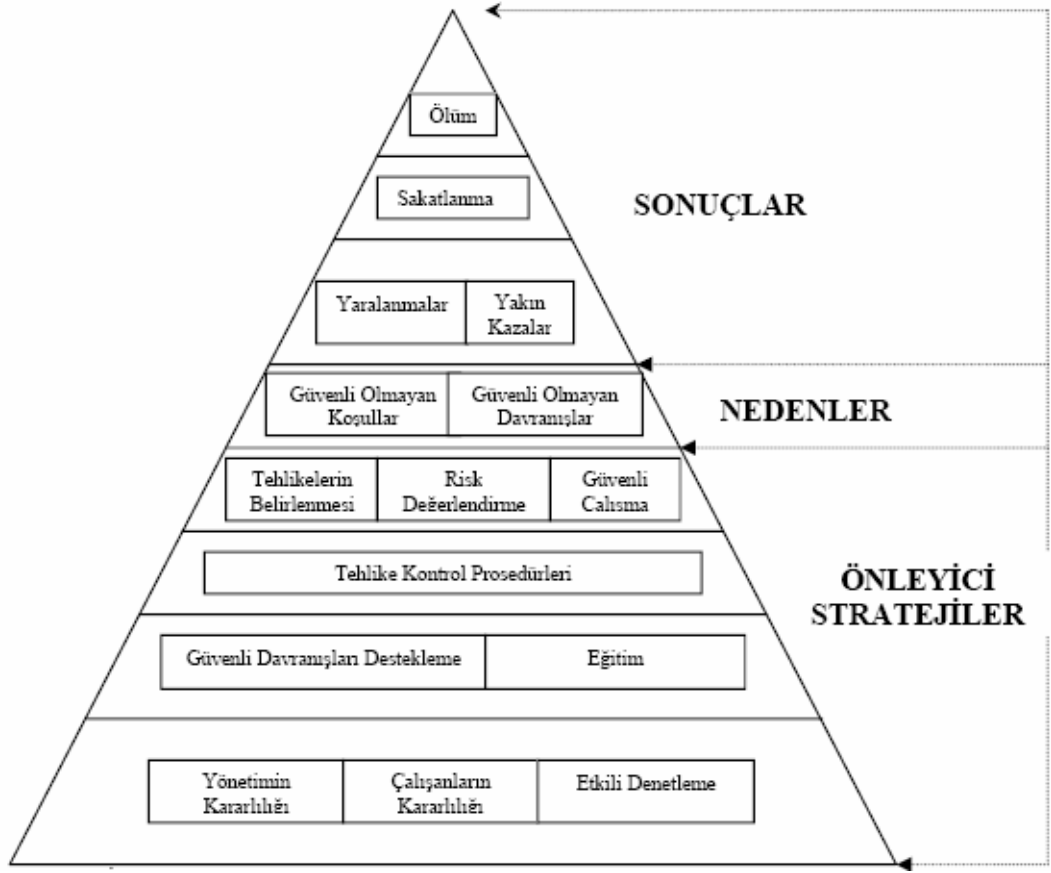 Ölüm
Sakatlanma
SONUÇLAR
Yaralanmalar
Yakın
Kazalar
Güvenli Olmayan
Koşullar
Güvenli Olmayan
Davranışlar
NEDENLER
Tehlikelerin
Belirlenmesi
Risk
Değerlendirme
Güvenli
Calısma
Tehlike Kontrol Prosedürleri
ÖNLEYİCİ
STRATEJİLER
Güvenli Davranışları Destekleme
Eğitim
Yönetimin
Kararlılığı
Çalışanların
Kararlılığı
Etkili Denetleme